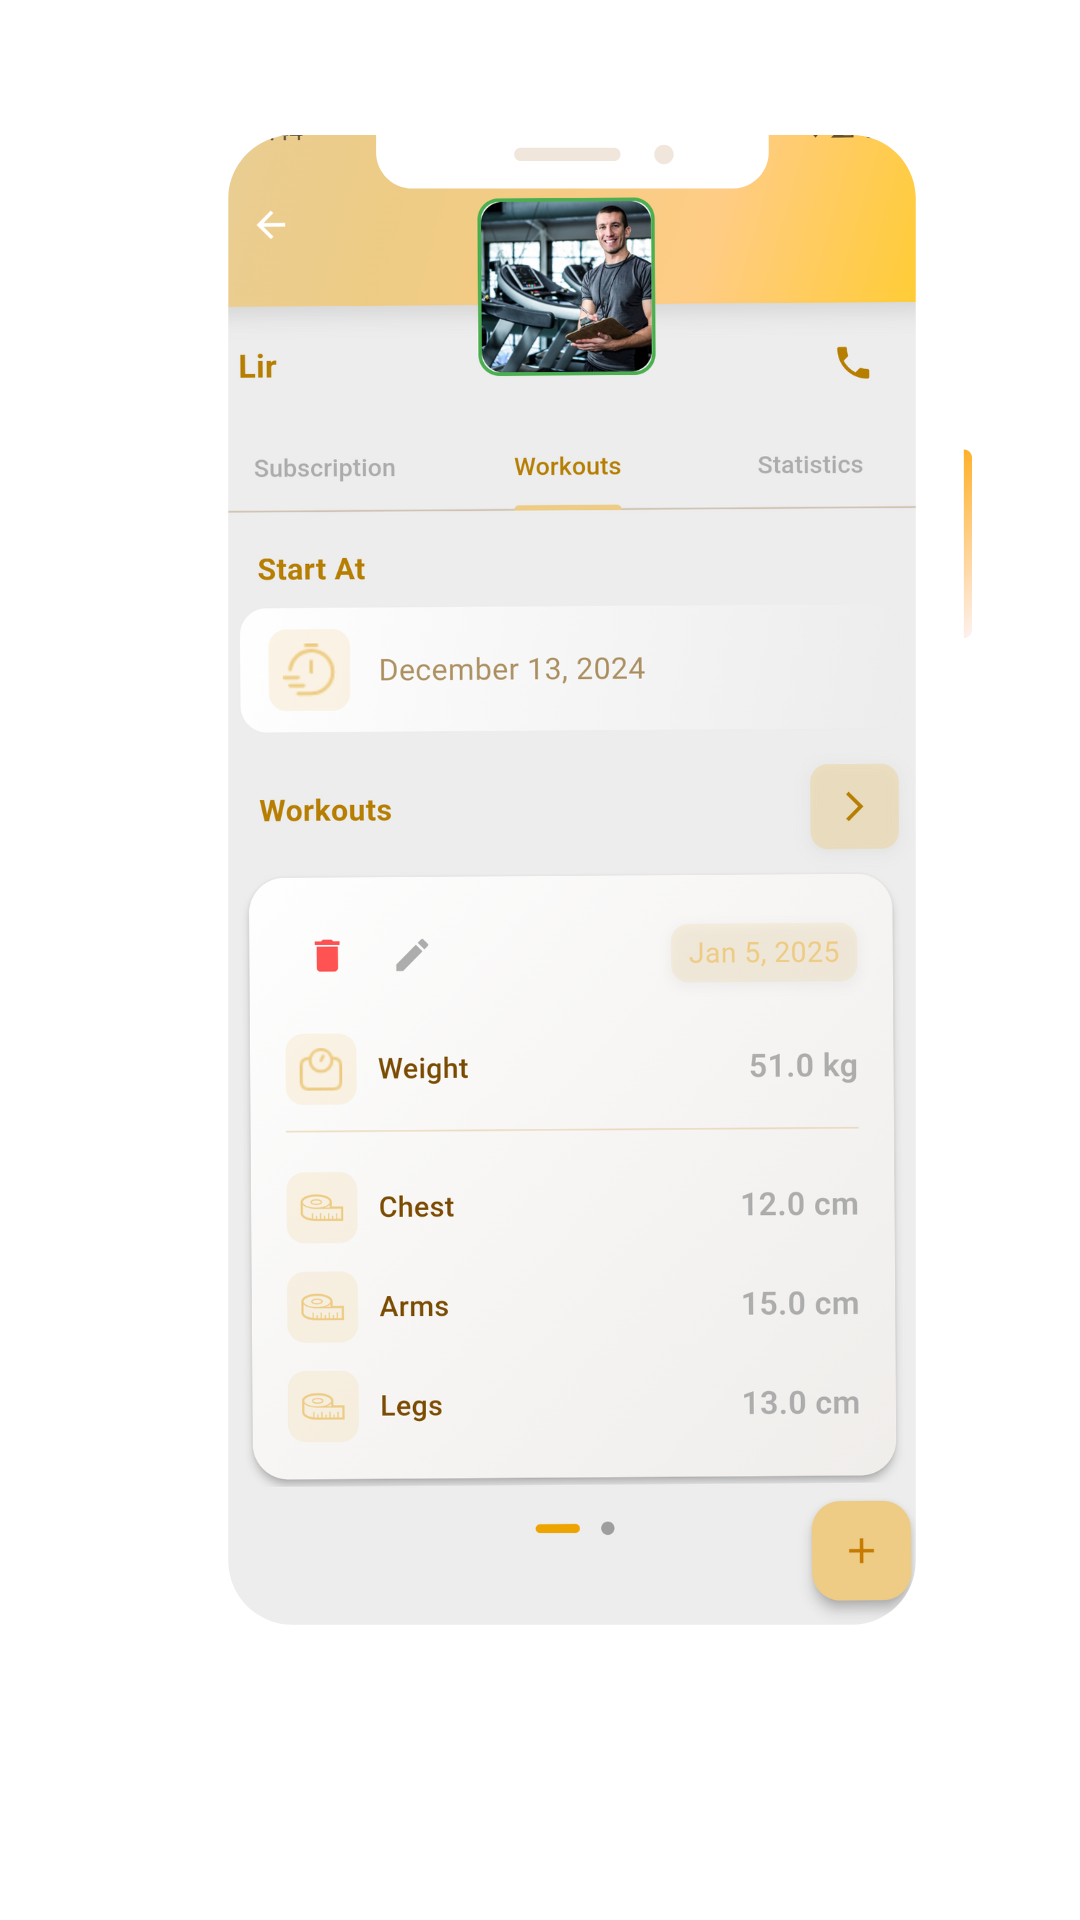 Lir
Subscription
Workouts
Statistics
Start At
December 13, 2024
Workouts
Jan 5, 2025
Weight
51.0 kg
Chest
12.0 cm
Arms
15.0 cm
Legs
13.0 cm